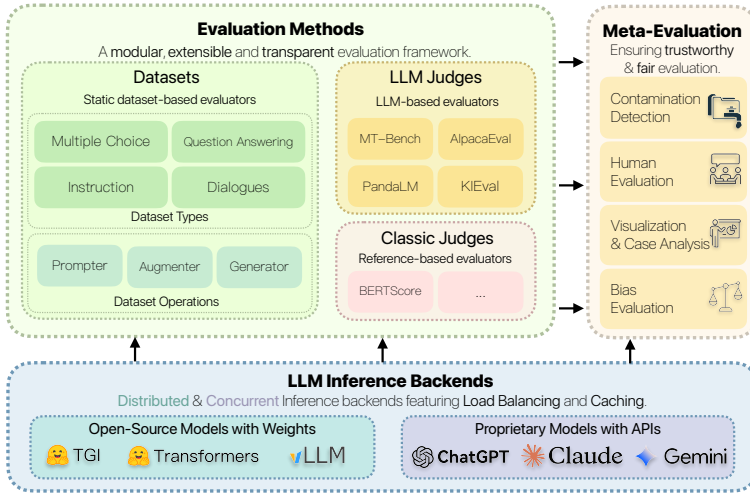 Evaluation Methods
A modular, extensible and transparent evaluation framework.
Datasets
Static dataset-based evaluators
Multiple Choice
Question Answering
Instruction
Dialogues
Dataset Types
Prompter
Augmenter
Generator
Dataset Operations
LLM Judges
LLM-based evaluators
MT-Bench
AlpacaEval
PandaLM
KIEval
Classic Judges
Reference-based evaluators
BERTScore
...
Meta-Evaluation
Ensuring trustworthy
& fair evaluation.
Contamination
Detection
Human
Evaluation
Visualization
& Case Analysis
Bias
Evaluation
LLM Inference Backends
Distributed & Concurrent Inference backends featuring Load Balancing and Caching.
Open-Source Models with Weights
TGI
Transformers
vLLM
Proprietary Models with APIs
ChatGPT
Claude
Gemini